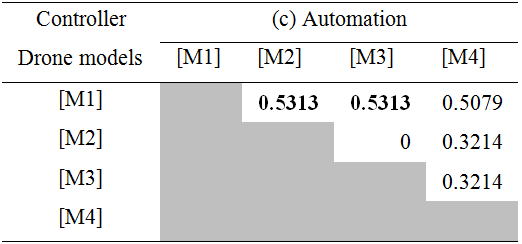 Controller (c) Automation
Drone models [M1] [M2] [M3] [M4]
[M1] 0.5313 0.5313 0.5079
[M2] 0 0.3214
[M3] 0.3214
[M4]